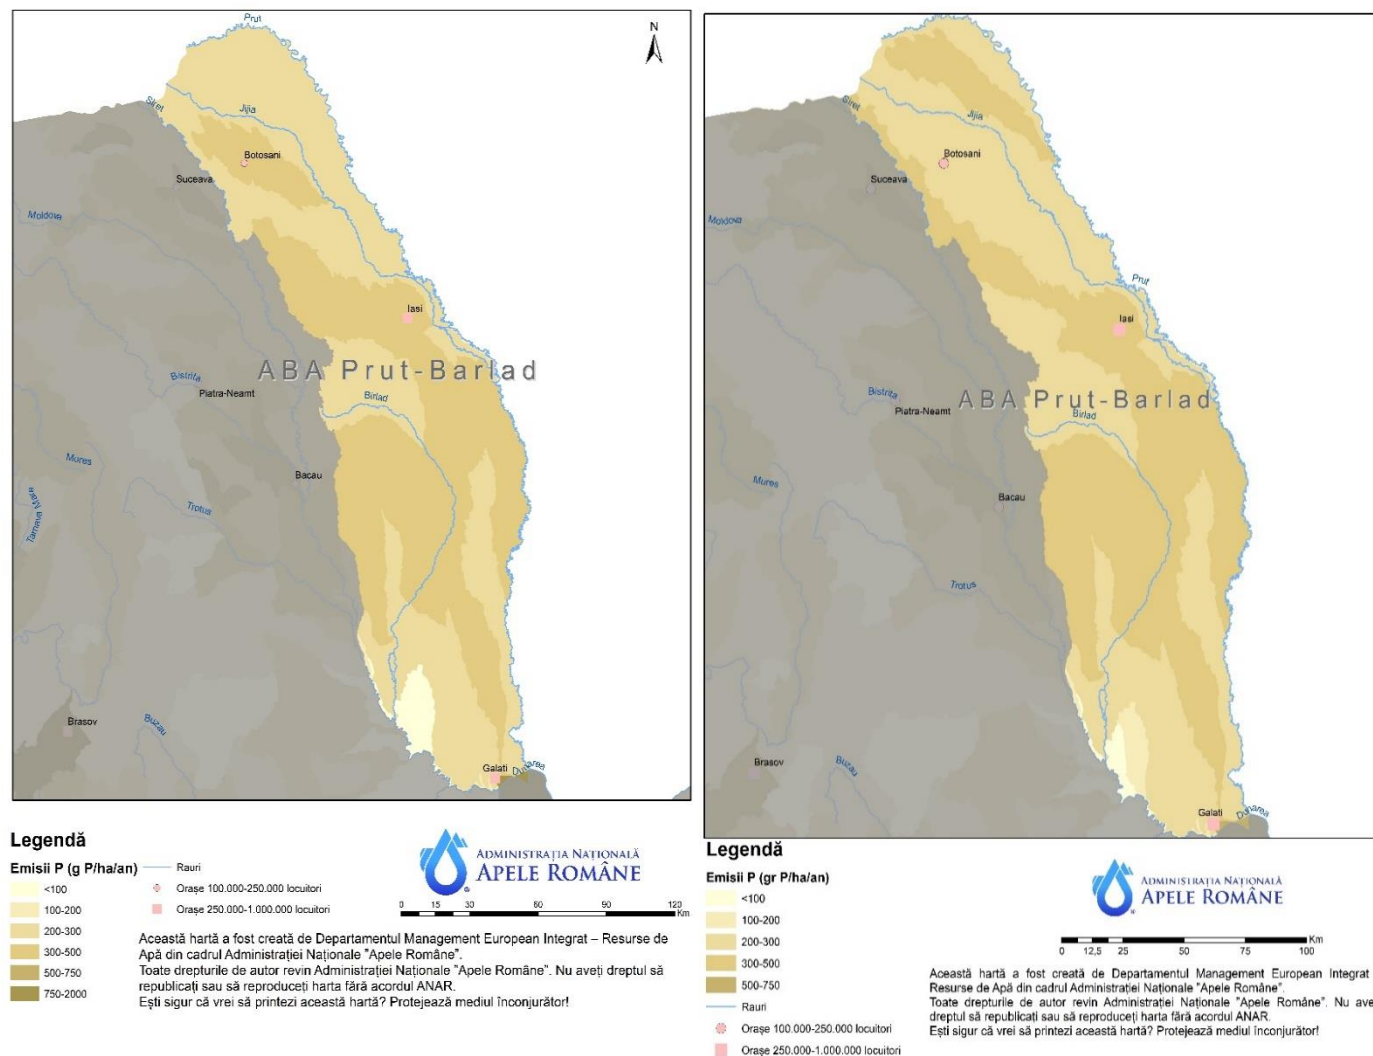 Prut
N
Siret
Jijia
Botosani
Suceava
Moldova
Iasi
ABA Prut-Barlad
Bistrita
Piatra-Neamt
Birlad
Mures
Bacau
Tarnava Mare
Trotus
Brasov
Buzau
Galati
Dunarea
Legendă
Emisii P (g P/ha/an)
<100
100-200
200-300
300-500
500-750
750-2000
Rauri
Orașe 100.000-250.000 locuitori
Orașe 250.000-1.000.000 locuitori
ADMINISTRAȚIA NAȚIONALĂ
APELE ROMÂNE
0 15 30 60 90 120
Km
Această hartă a fost creată de Departamentul Management European Integrat – Resurse de
Apă din cadrul Administrației Naționale "Apele Române".
Toate drepturile de autor revin Administrației Naționale "Apele Române". Nu aveți dreptul să
republicați sau să reproduceți harta fără acordul ANAR.
Ești sigur că vrei să printezi această hartă? Protejează mediul înconjurător!
Siret
Jijia
Botosani
Suceava
Moldova
Prut
Iasi
ABA Prut-Barlad
Bistrita
Piatra-Neamt
Birlad
Mures
Bacau
Trotus
Brasov
Buzau
Galati
Dunarea
Legendă
Emisii P (gr P/ha/an)
<100
100-200
200-300
300-500
500-750
Rauri
Orașe 100.000-250.000 locuitori
Orașe 250.000-1.000.000 locuitori
ADMINISTRAȚIA NAȚIONALĂ
APELE ROMÂNE
0 12,5 25 50 75 100
Km
Această hartă a fost creată de Departamentul Management European Integrat
Resurse de Apă din cadrul Administrației Naționale "Apele Române".
Toate drepturile de autor revin Administrației Naționale "Apele Române". Nu ave
dreptul să republicați sau să reproduceți harta fără acordul ANAR.
Ești sigur că vrei să printezi această hartă? Protejează mediul înconjurător!